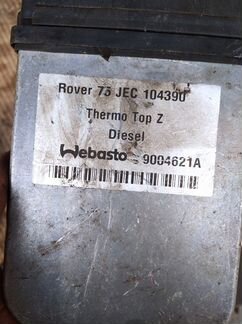 Rover 75 JEC 104390
Thermo Top Z
Diesel
Webasto 9004621A